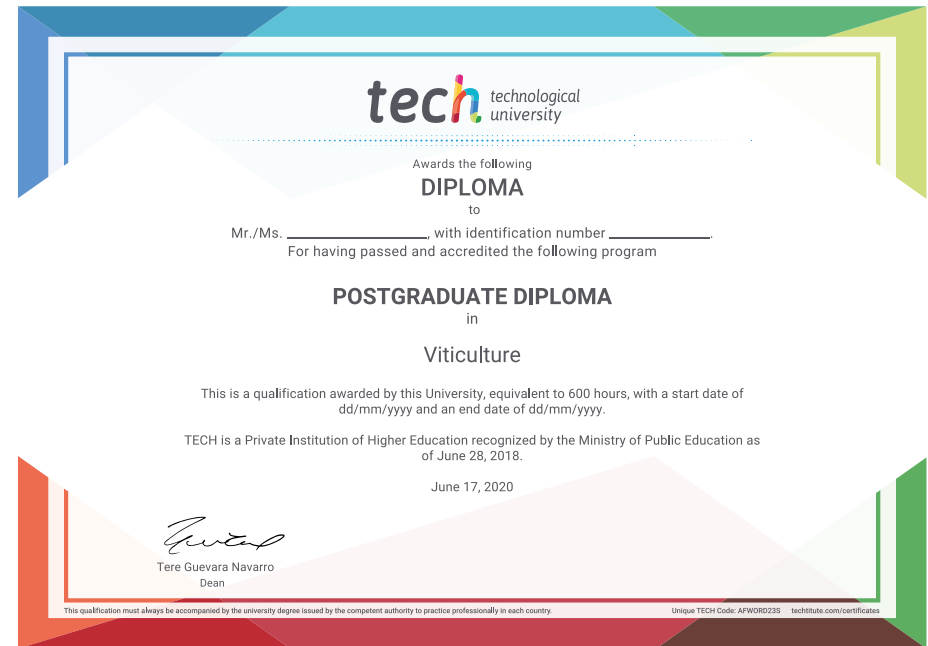 tech technological
university
Awards the following
DIPLOMA
to
Mr./Ms. ____________________, with identification number ______________.
For having passed and accredited the following program
POSTGRADUATE DIPLOMA
in
Viticulture
This is a qualification awarded by this University, equivalent to 600 hours, with a start date of
dd/mm/yyyy and an end date of dd/mm/yyyy.
TECH is a Private Institution of Higher Education recognized by the Ministry of Public Education as
of June 28, 2018.
June 17, 2020
Tere Guevara Navarro
Dean
This qualification must always be accompanied by the university degree issued by the competent authority to practice professionally in each country.
Unique TECH Code: AFWORD23S techtitute.com/certificates